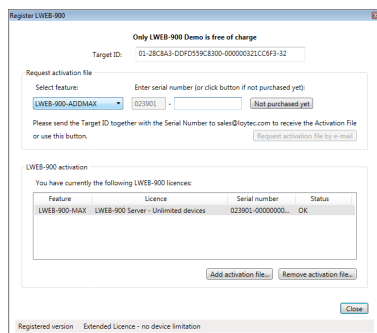 Register LWEB-900
Only LWEB-900 Demo is free of charge
Target ID: 01-28C8A3-DDFD559C8300-000000321CC6F3-32
Request activation file
Select feature: Enter serial number (or click button if not purchased yet):
LWEB-900-ADDMAX 023901 - Not purchased yet
Please send the Target ID together with the Serial Number to sales@loytec.com to receive the Activation File
or use this button. Request activation file by e-mail
LWEB-900 activation
You have currently the following LWEB-900 licences:
Feature Licence Serial number Status
LWEB-900-MAX LWEB-900 Server - Unlimited devices 023901-00000000... OK
Add activation file... Remove activation file...
Close
Registered version Extended Licence - no device limitation